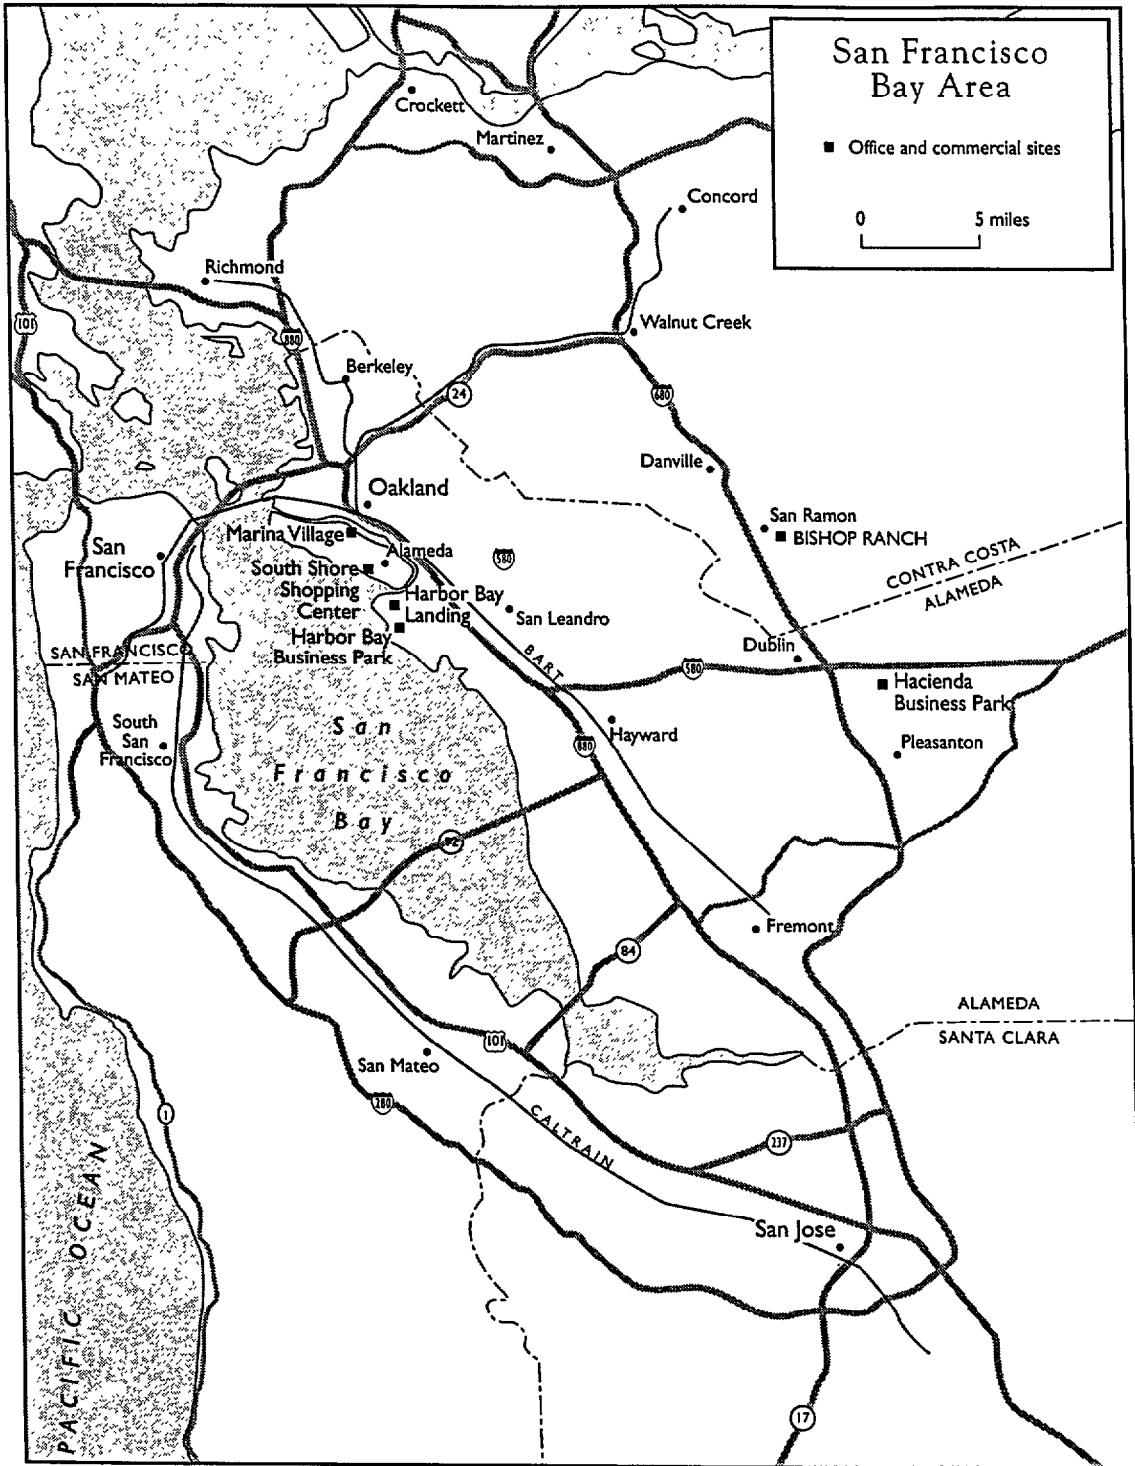 San Francisco
Bay Area
Office and commercial sites
0
5 miles
Crockett
Martinez
Concord
Richmond
101
880
Walnut Creek
Berkeley
24
680
Danville
Oakland
San Ramon
BISHOP RANCH
Marina Village
San
Francisco
Alameda
580
South Shore
Shopping
Center
CONTRA COSTA
ALAMEDA
Harbor Bay
Landing
San Leandro
Harbor Bay
Business Park
BART
SAN FRANCISCO
SAN MATEO
Dublin
580
Hacienda
Business Park
South
San
Francisco
San
Francisco
Bay
Hayward
880
Pleasanton
92
Fremont
84
ALAMEDA
SANTA CLARA
101
San Mateo
280
1
CALTRAIN
237
PACIFIC OCEAN
San Jose
17